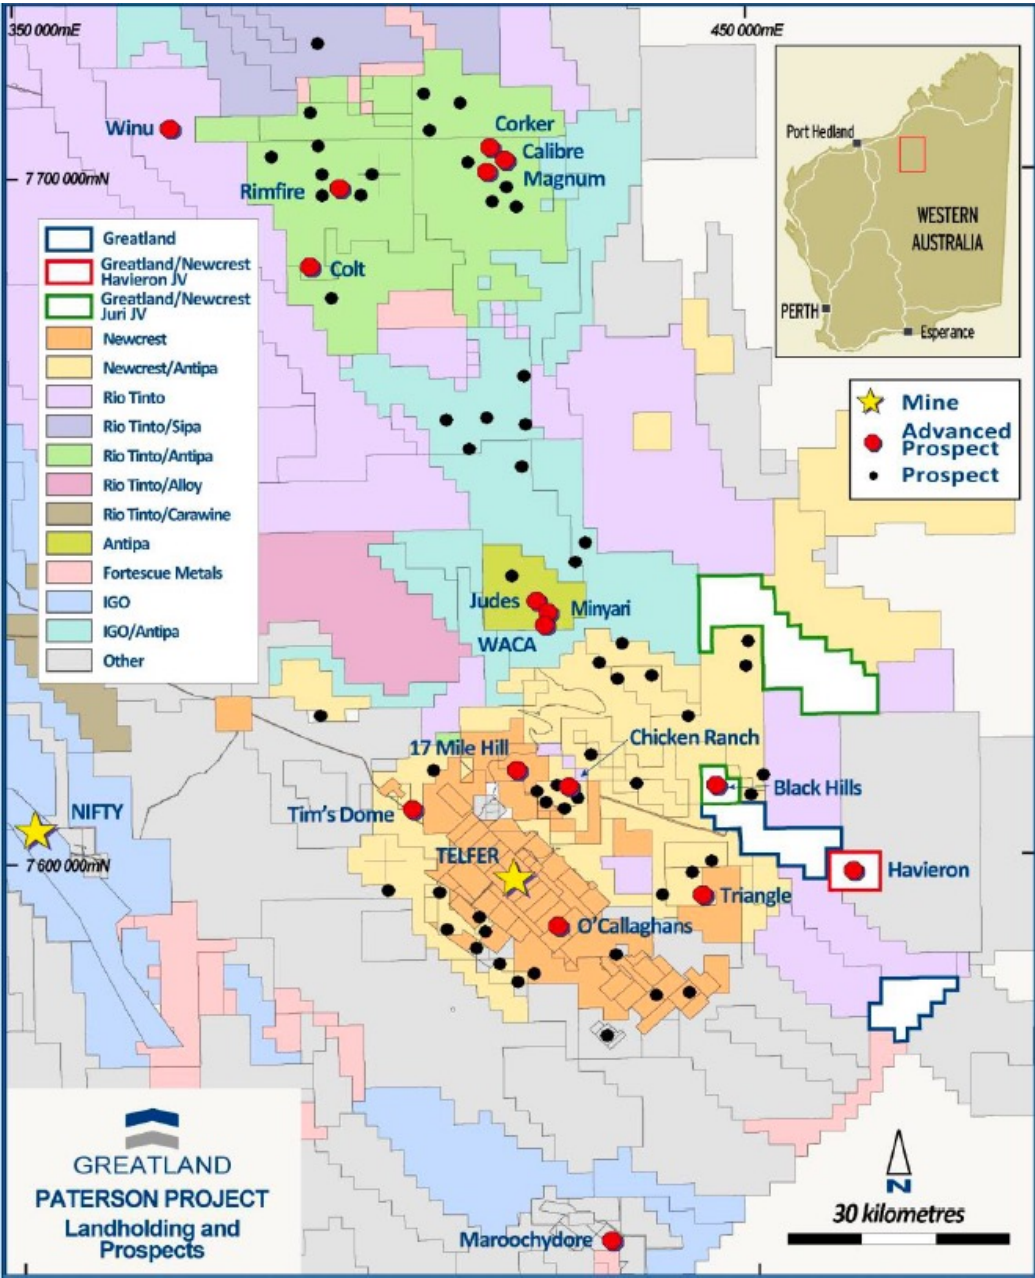 350 000mE
450 000mE
Winu
Corker
Calibre
Magnum
7 700 000mN
Rimfire
Colt
Port Hedland
WESTERN
AUSTRALIA
PERTH
Esperance
Greatland
Greatland/Newcrest
Havieron JV
Greatland/Newcrest
Juri JV
Newcrest
Newcrest/Antipa
Rio Tinto
Rio Tinto/Sipa
Rio Tinto/Antipa
Rio Tinto/Alloy
Rio Tinto/Carawine
Antipa
Fortescue Metals
IGO
IGO/Antipa
Other
Mine
Advanced
Prospect
Prospect
Judes
Minyari
WACA
17 Mile Hill
Chicken Ranch
Black Hills
Tim's Dome
NIFTY
TELFER
7 600 000mN
Havieron
Triangle
O'Callaghans
GREATLAND
PATERSON PROJECT
Landholding and
Prospects
N
30 kilometres
Maroochydore